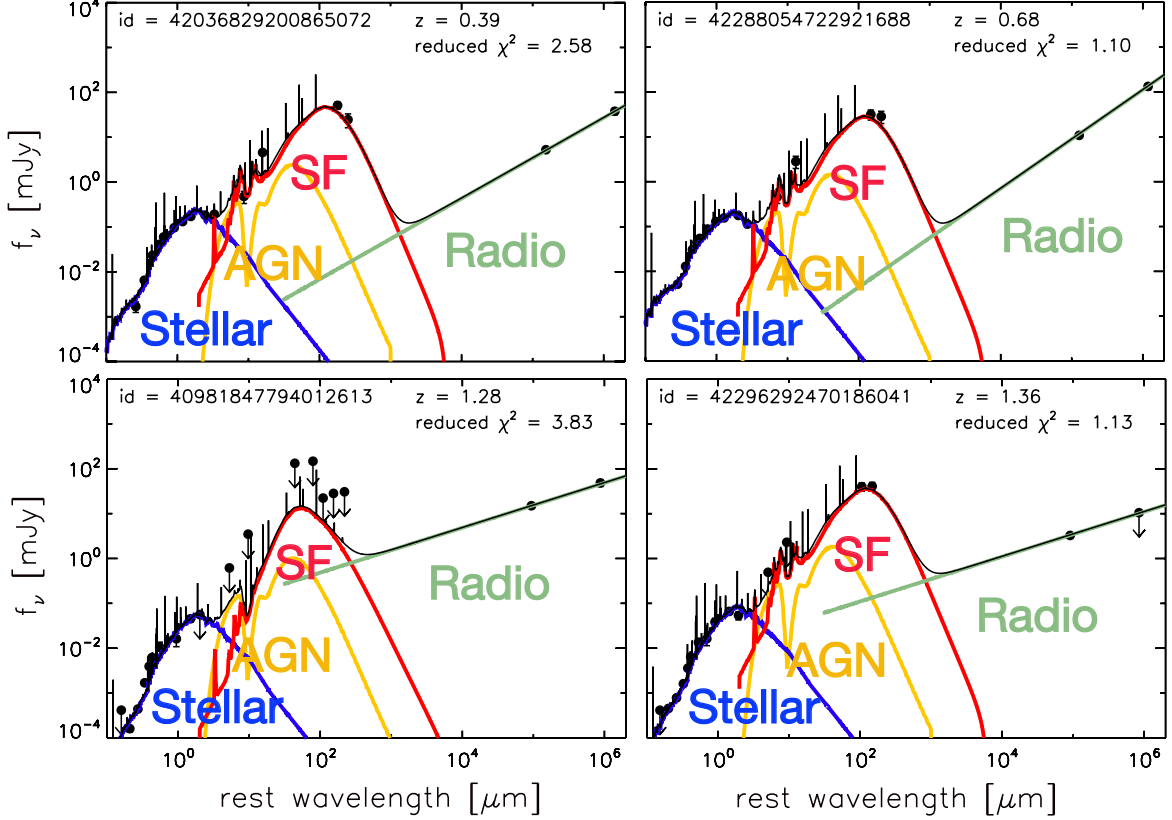 id = 42036829200865072 z = 0.39
reduced χ² = 2.58
id = 42288054722921688 z = 0.68
reduced χ² = 1.10
10⁴
10²
10⁰
10⁻²
10⁻⁴
fν [mJy]
SF
AGN
Radio
Stellar
SF
AGN
Radio
Stellar
id = 40981847794012613 z = 1.28
reduced χ² = 3.83
id = 42296292470186041 z = 1.36
reduced χ² = 1.13
10⁴
10²
10⁰
10⁻²
10⁻⁴
fν [mJy]
SF
AGN
Radio
Stellar
SF
AGN
Radio
Stellar
10⁰ 10² 10⁴ 10⁶
10⁰ 10² 10⁴ 10⁶
rest wavelength [μm]
rest wavelength [μm]